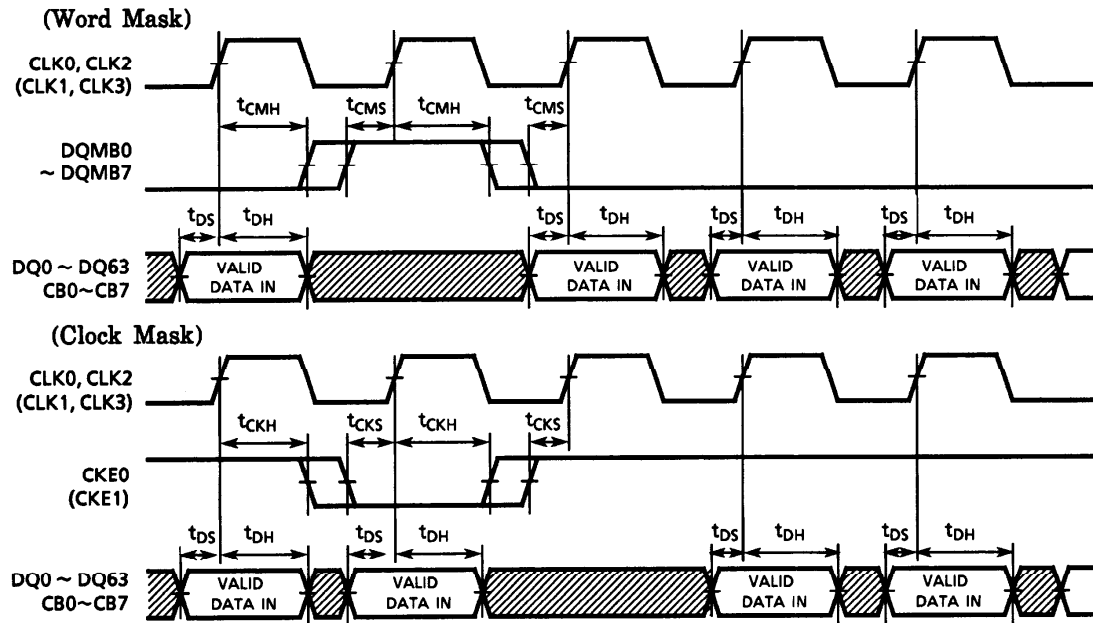 (Word Mask)
CLK0, CLK2
(CLK1, CLK3)
tCMH tCMS tCMH tCMS
DQMB0
~ DQMB7
tDS tDH tDS tDH tDS tDH tDS tDH
DQ0 ~ DQ63
CB0~CB7
VALID DATA IN
VALID DATA IN
VALID DATA IN
VALID DATA IN
(Clock Mask)
CLK0, CLK2
(CLK1, CLK3)
tCKH tCKS tCKH tCKS
CKE0
(CKE1)
tDS tDH tDS tDH tDS tDH tDS tDH
DQ0 ~ DQ63
CB0~CB7
VALID DATA IN
VALID DATA IN
VALID DATA IN
VALID DATA IN